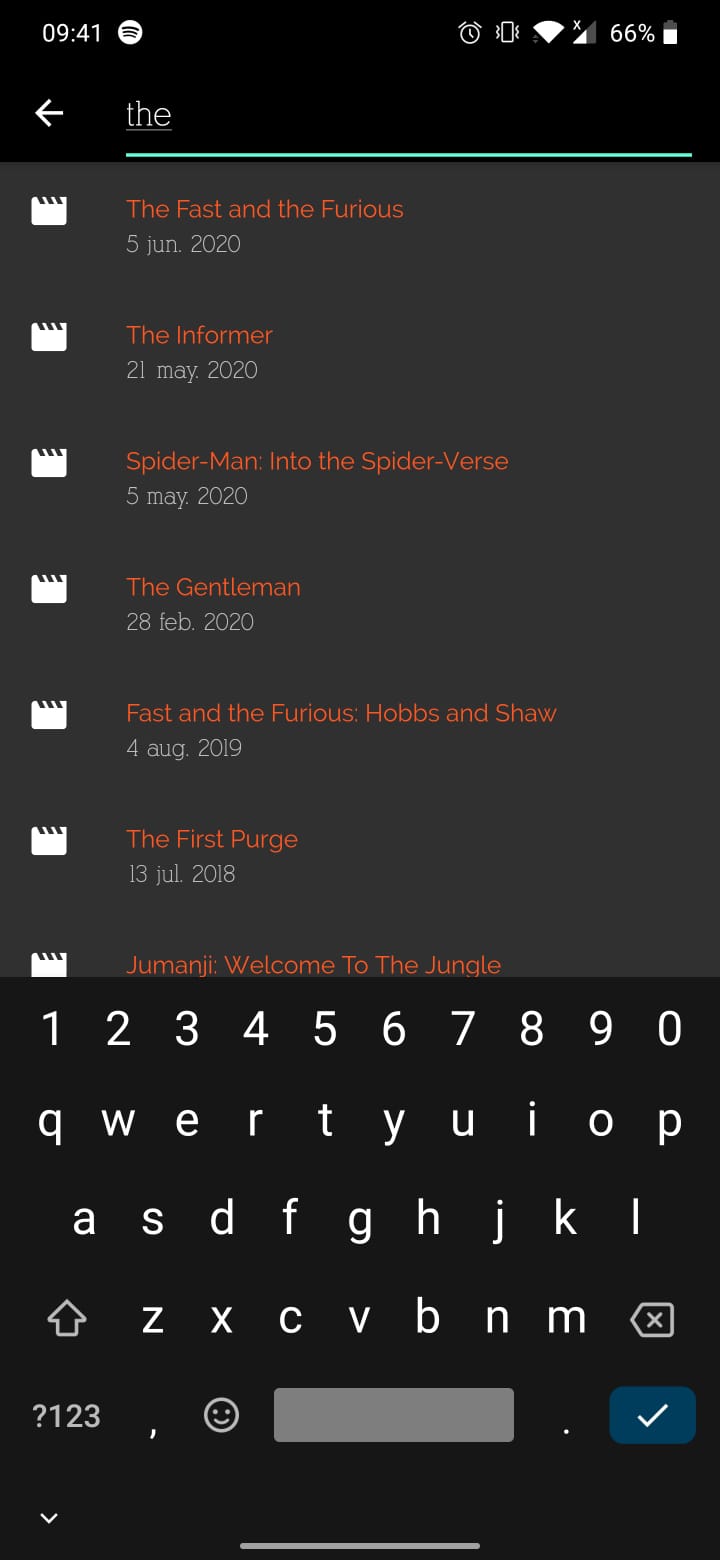 09:41 66%
the
The Fast and the Furious
5 jun. 2020
The Informer
21 may. 2020
Spider-Man: Into the Spider-Verse
5 may. 2020
The Gentleman
28 feb. 2020
Fast and the Furious: Hobbs and Shaw
4 aug. 2019
The First Purge
13 jul. 2018
Jumanji: Welcome To The Jungle
1 2 3 4 5 6 7 8 9 0
q w e r t y u i o p
a s d f g h j k l
z x c v b n m
?123 , .